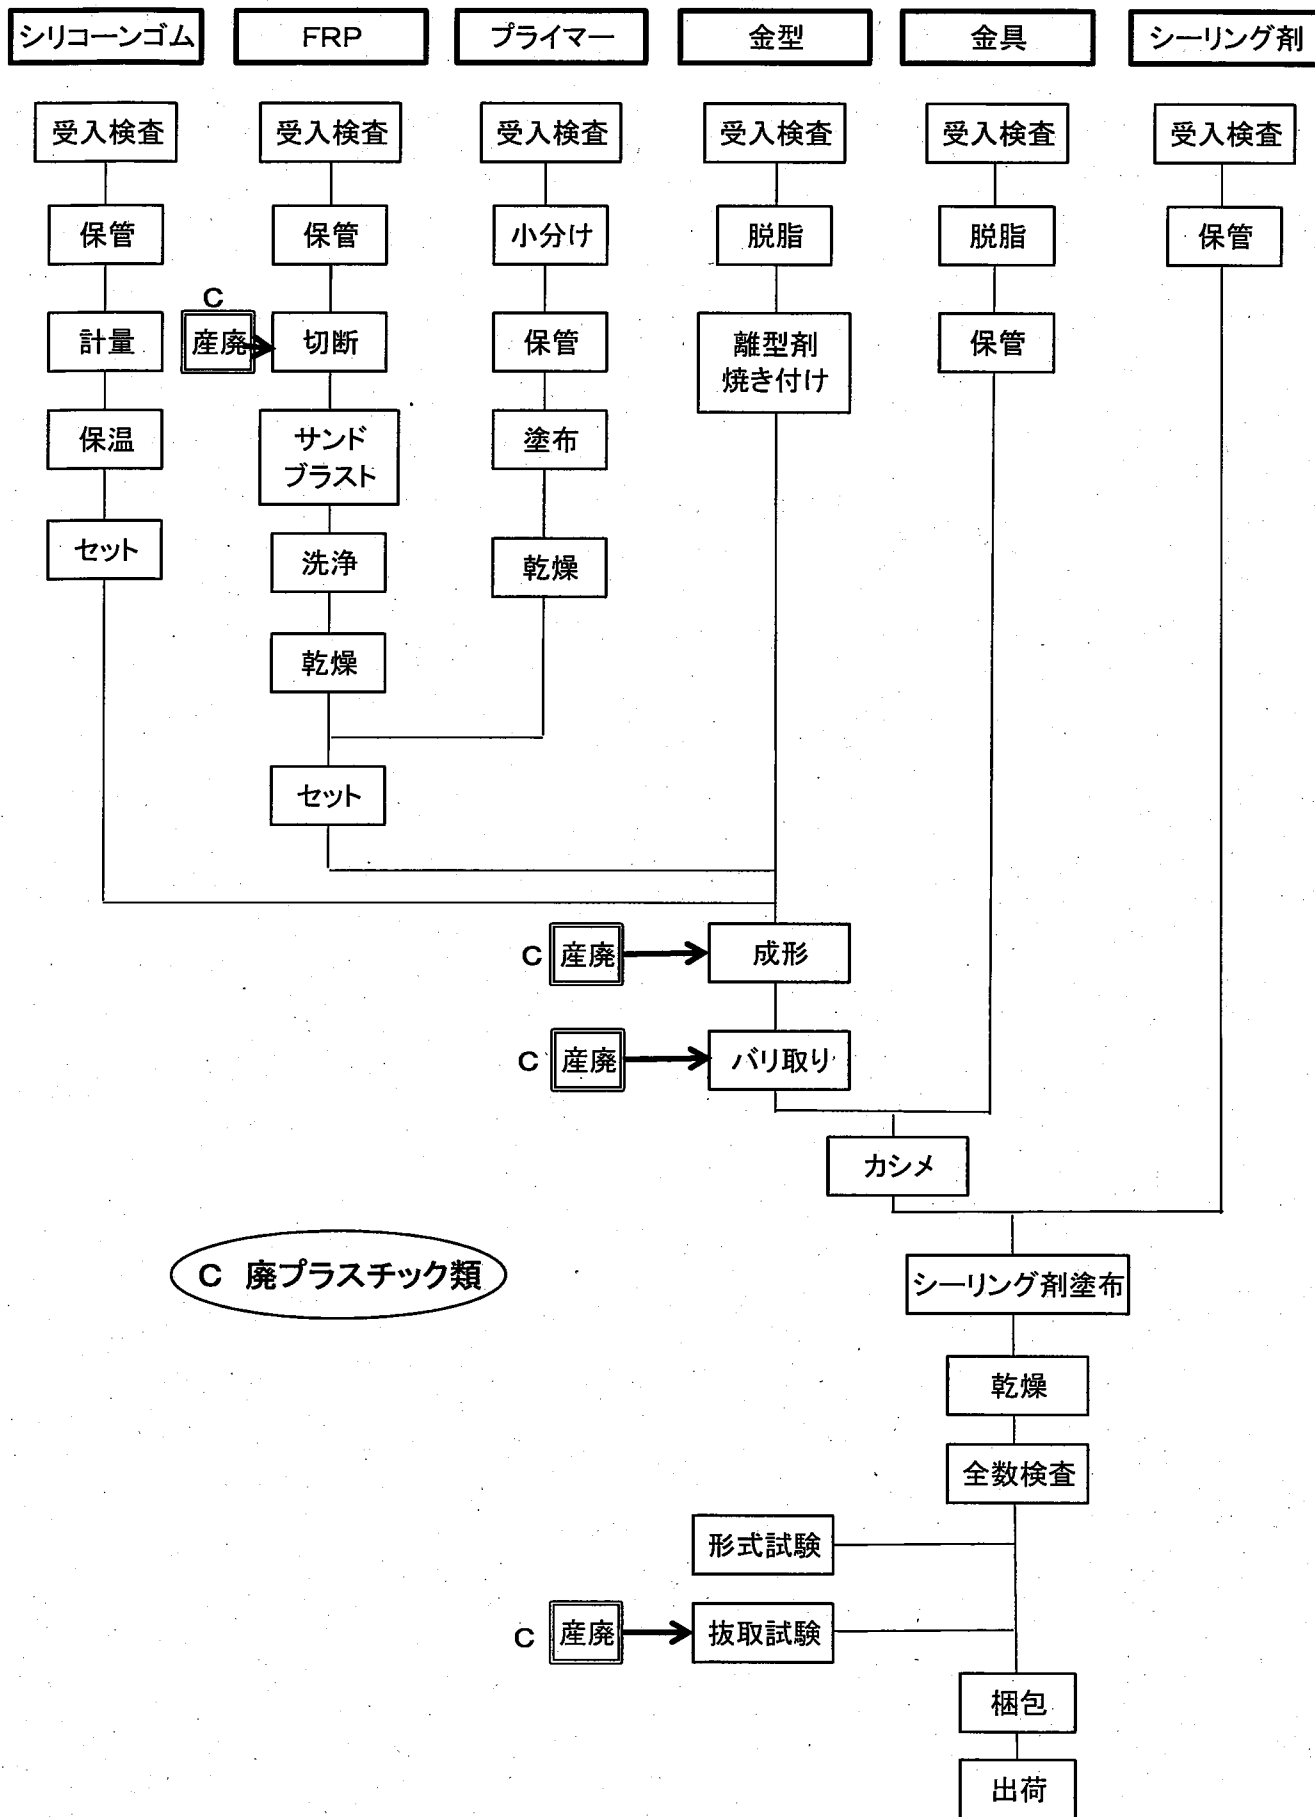 シリコーンゴム
FRP
プライマー
金型
金具
シーリング剤
受入検査
受入検査
受入検査
受入検査
受入検査
受入検査
保管
保管
小分け
脱脂
脱脂
保管
C
計量
産廃
切断
保管
離型剤
焼き付け
保管
保温
サンド
ブラスト
塗布
セット
洗浄
乾燥
乾燥
セット
C
産廃
成形
C
産廃
バリ取り
カシメ
C 廃プラスチック類
シーリング剤塗布
乾燥
全数検査
形式試験
C
産廃
抜取試験
梱包
出荷